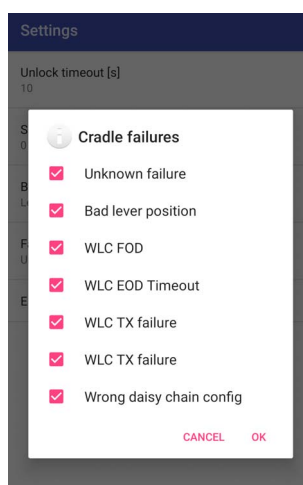 Settings
Unlock timeout [s]
10
S
0
Cradle failures
Unknown failure
B
Bad lever position
WLC FOD
F
U
WLC EOD Timeout
E
WLC TX failure
WLC TX failure
Wrong daisy chain config
CANCEL OK